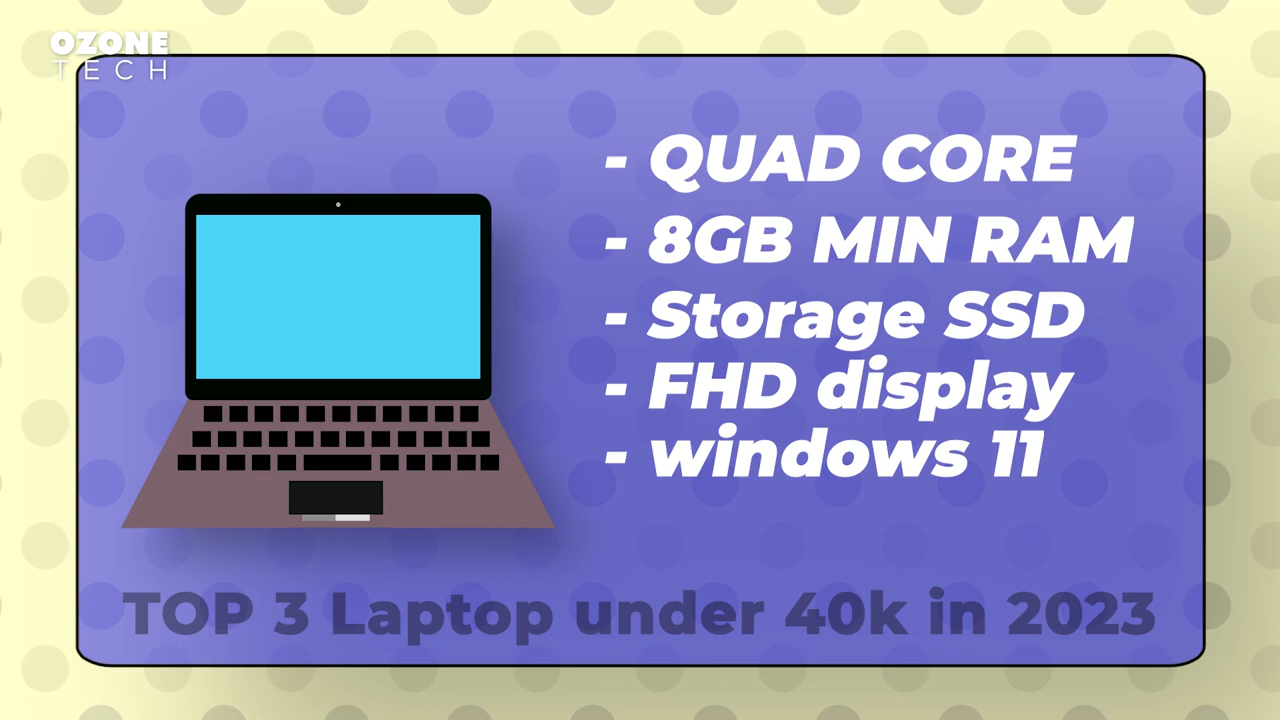 OZONE
TECH
- QUAD CORE
- 8GB MIN RAM
- Storage SSD
- FHD display
- windows 11
TOP 3 Laptop under 40k in 2023